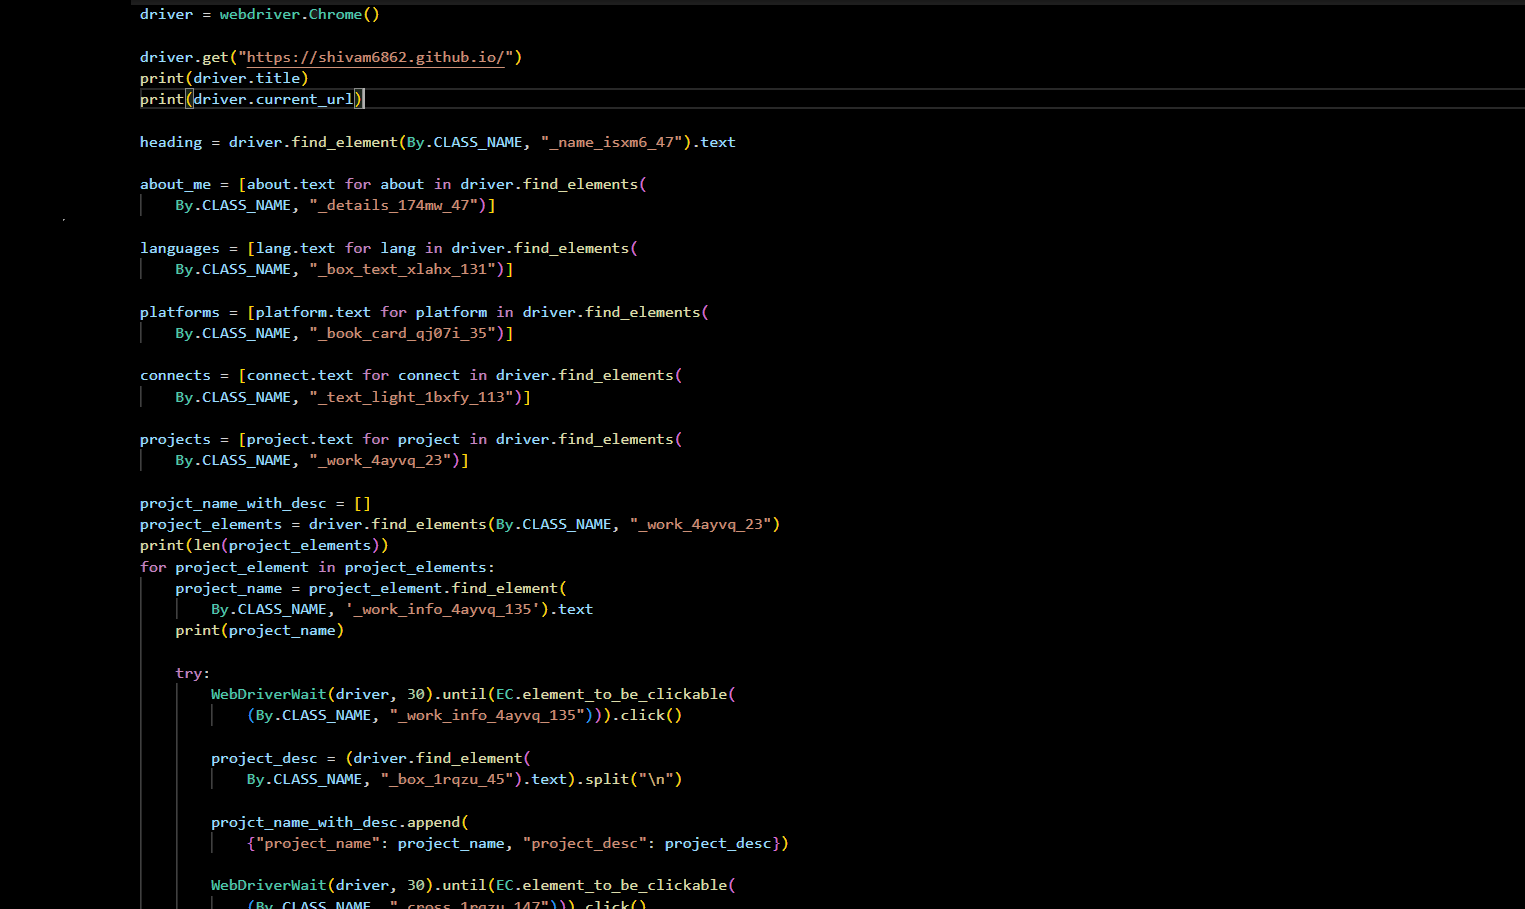 driver = webdriver.Chrome()
driver.get("https://shivam6862.github.io/")
print(driver.title)
print(driver.current_url)
heading = driver.find_element(By.CLASS_NAME, "_name_isxm6_47").text
about_me = [about.text for about in driver.find_elements(
By.CLASS_NAME, "_details_174mw_47")]
languages = [lang.text for lang in driver.find_elements(
By.CLASS_NAME, "_box_text_xlahx_131")]
platforms = [platform.text for platform in driver.find_elements(
By.CLASS_NAME, "_book_card_qj07i_35")]
connects = [connect.text for connect in driver.find_elements(
By.CLASS_NAME, "_text_light_1bxfy_113")]
projects = [project.text for project in driver.find_elements(
By.CLASS_NAME, "_work_4ayvq_23")]
projct_name_with_desc = []
project_elements = driver.find_elements(By.CLASS_NAME, "_work_4ayvq_23")
print(len(project_elements))
for project_element in project_elements:
project_name = project_element.find_element(
By.CLASS_NAME, '_work_info_4ayvq_135').text
print(project_name)
try:
WebDriverWait(driver, 30).until(EC.element_to_be_clickable(
(By.CLASS_NAME, "_work_info_4ayvq_135"))).click()
project_desc = (driver.find_element(
By.CLASS_NAME, "_box_1rqzu_45").text).split("\n")
projct_name_with_desc.append(
{"project_name": project_name, "project_desc": project_desc})
WebDriverWait(driver, 30).until(EC.element_to_be_clickable(
(By.CLASS_NAME, "_cross_1rqzu_147"))).click()